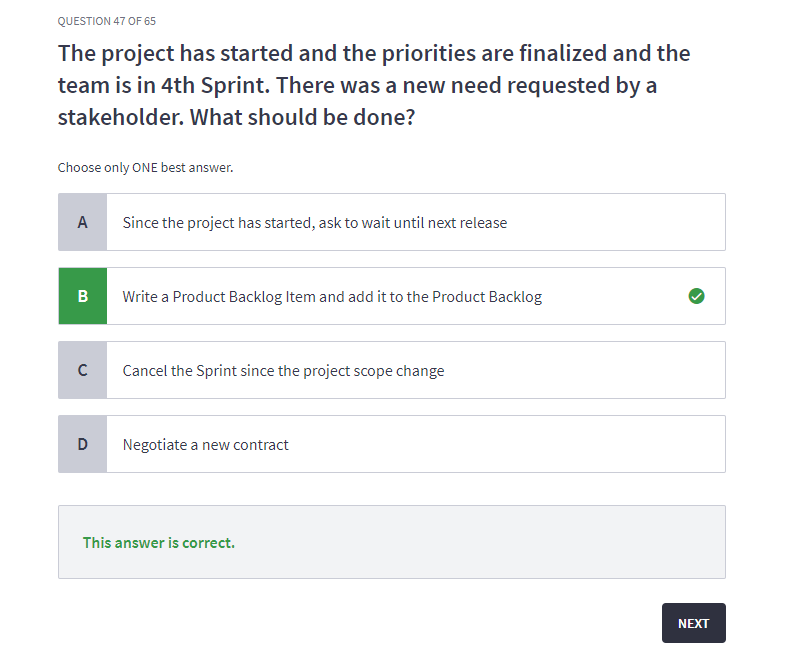 QUESTION 47 OF 65
The project has started and the priorities are finalized and the
team is in 4th Sprint. There was a new need requested by a
stakeholder. What should be done?
Choose only ONE best answer.
A Since the project has started, ask to wait until next release
B Write a Product Backlog Item and add it to the Product Backlog
C Cancel the Sprint since the project scope change
D Negotiate a new contract
This answer is correct.
NEXT